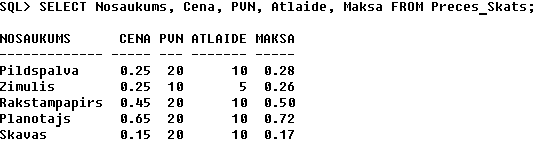 SQL> SELECT Nosaukums, Cena, PVN, Atlaide, Maksa FROM Preces_Skats;
NOSAUKUMS CENA PVN ATLAIDE MAKSA
-------------- ----- --- ------- -----
Pildspalva 0.25 20 10 0.28
Zimulis 0.25 10 5 0.26
Rakstampapirs 0.45 20 10 0.50
Planotajs 0.65 20 10 0.72
Skavas 0.15 20 10 0.17